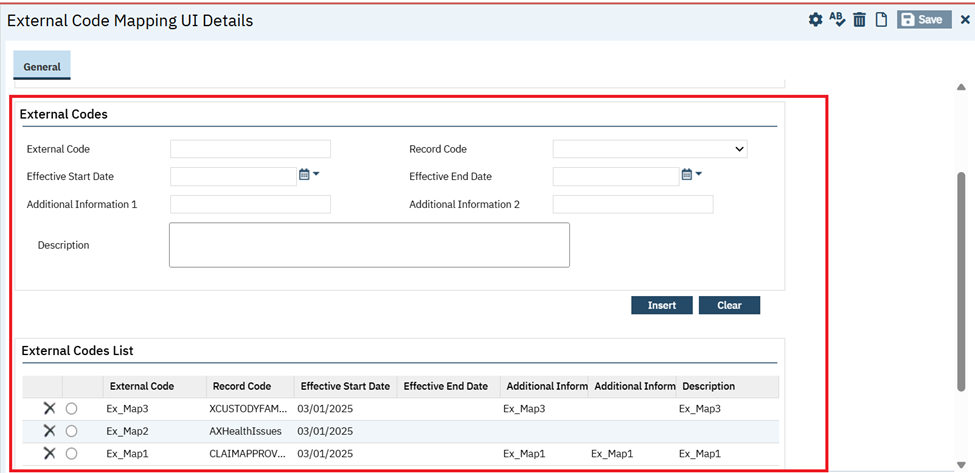 External Code Mapping UI Details
AB
Save
General
External Codes
External Code
Record Code
Effective Start Date
Effective End Date
Additional Information 1
Additional Information 2
Description
Insert Clear
External Codes List
External Code Record Code Effective Start Date Effective End Date Additional Inform Additional Inform Description
Ex_Map3 XCUSTODYFAM... 03/01/2025 Ex_Map3 Ex_Map3
Ex_Map2 AXHealthIssues 03/01/2025
Ex_Map1 CLAIMAPPROV... 03/01/2025 Ex_Map1 Ex_Map1 Ex_Map1